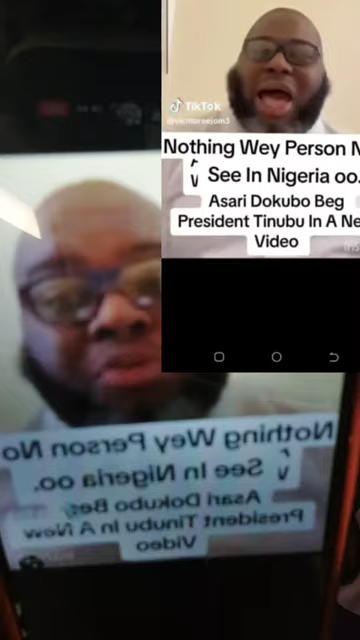 TikTok
Nothing Wey Person N
See In Nigeria oo.
Asari Dokubo Beg
President Tinubu In A Ne
Video
Nothing Wey Person No
See In Nigeria oo.
Asari Dokubo Beg
President Tinubu In A New
Video